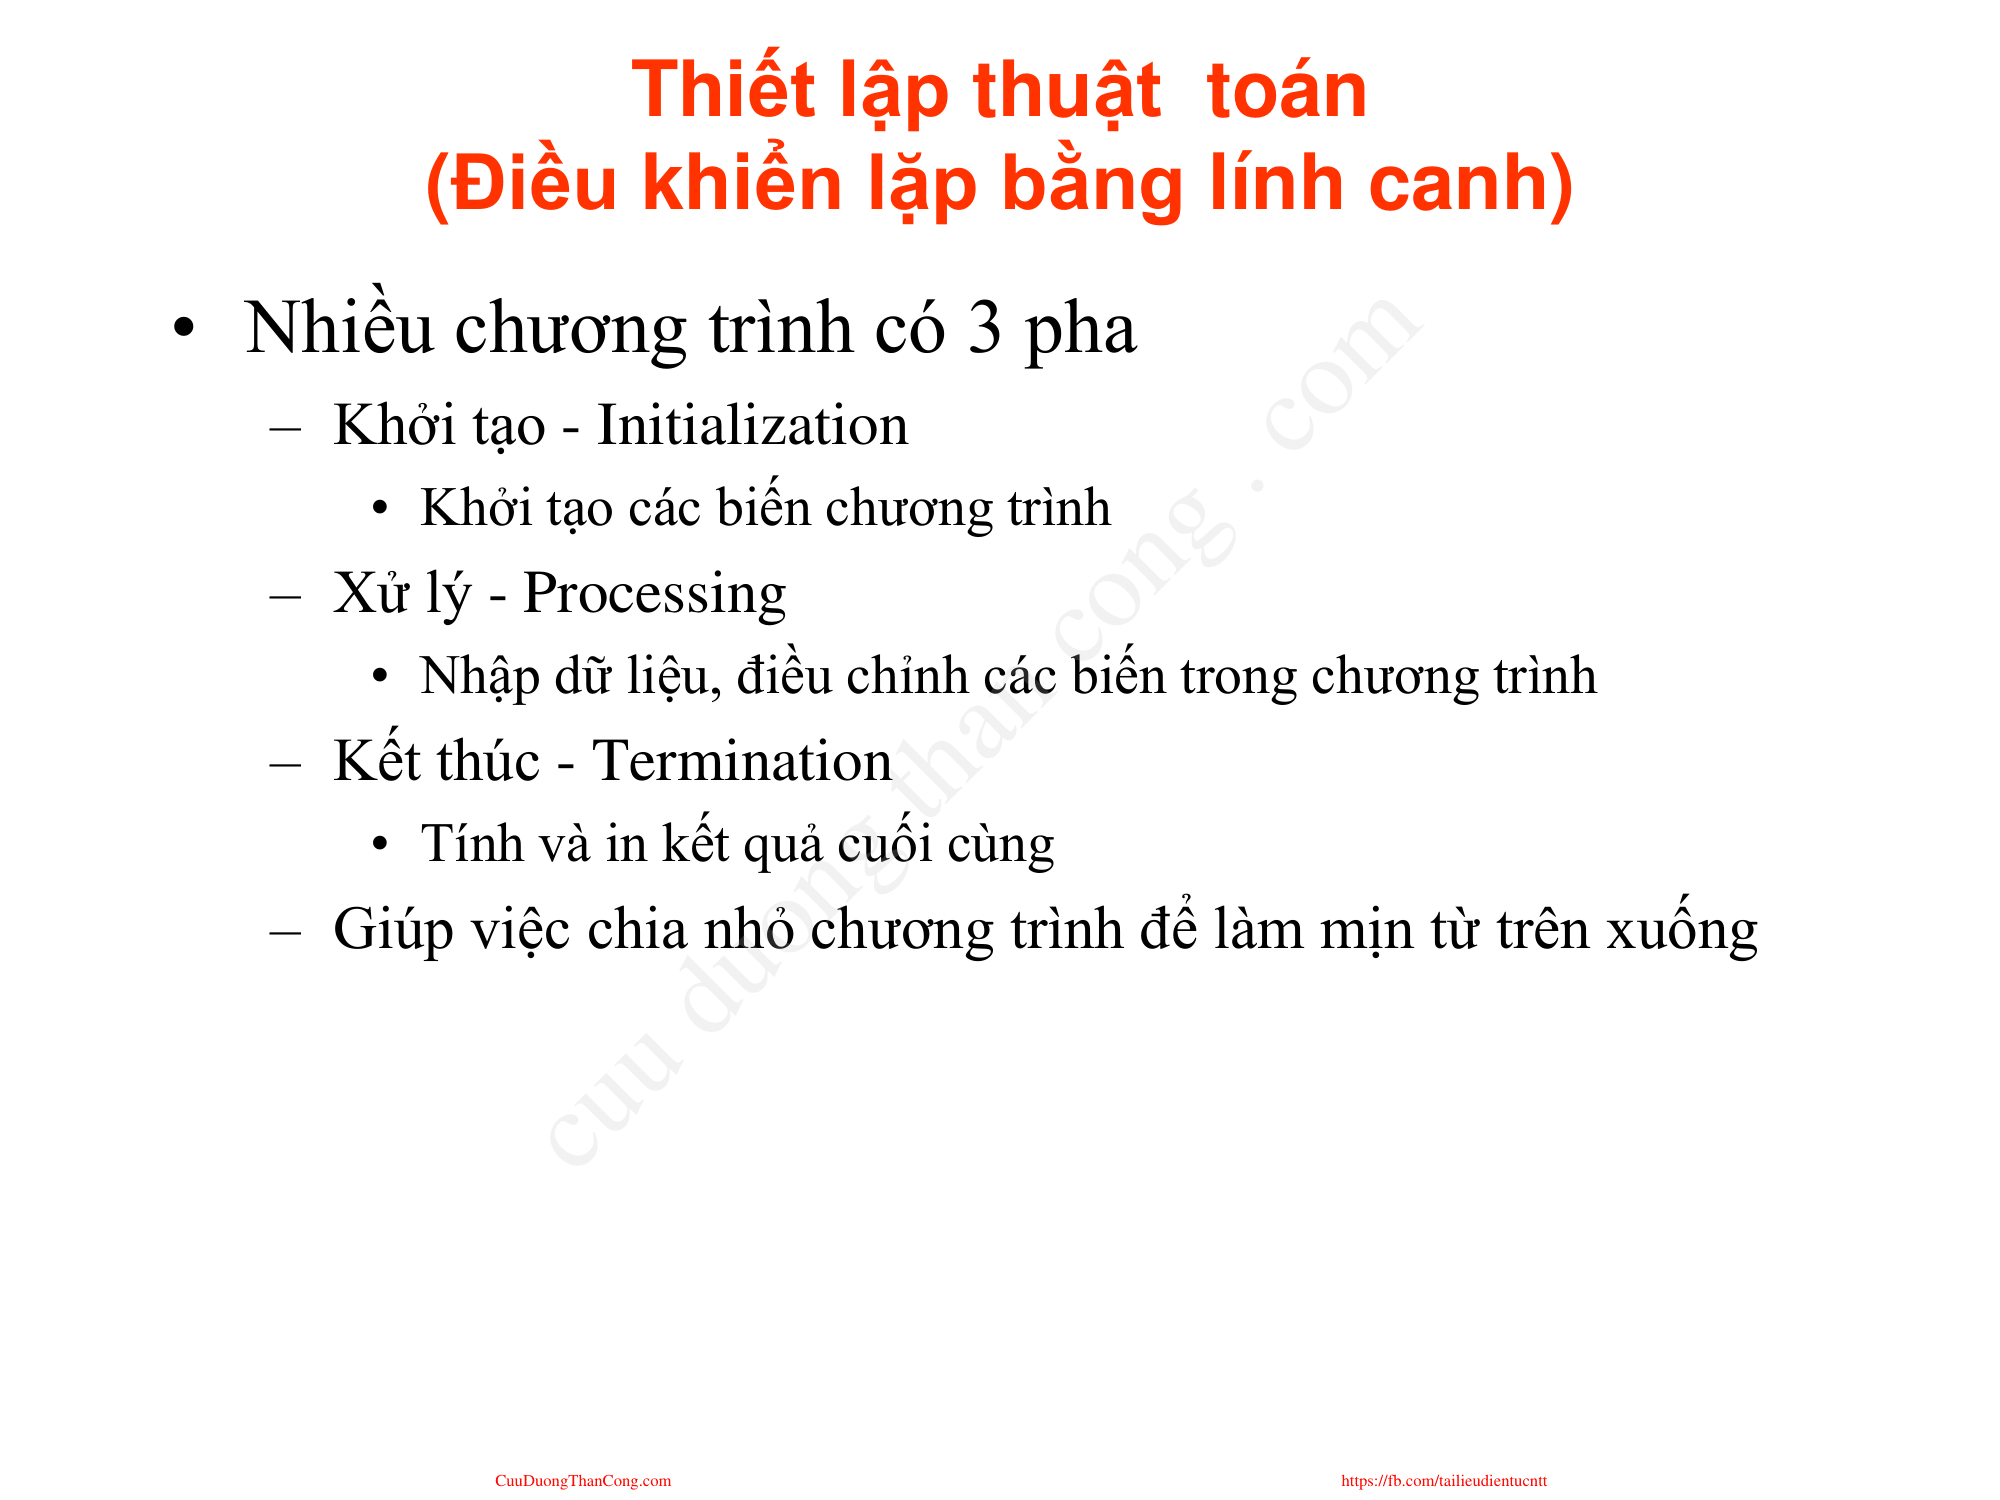 Thiết lập thuật  toán
(Điều khiển lặp bằng lính canh)
• Nhiều chương trình có 3 pha
– Khởi tạo - Initialization
• Khởi tạo các biến chương trình
– Xử lý - Processing
• Nhập dữ liệu, điều chỉnh các biến trong chương trình
– Kết thúc - Termination
• Tính và in kết quả cuối cùng
– Giúp việc chia nhỏ chương trình để làm mịn từ trên xuống
cuu duong than cong . com
CuuDuongThanCong.com
https://fb.com/tailieudientucntt